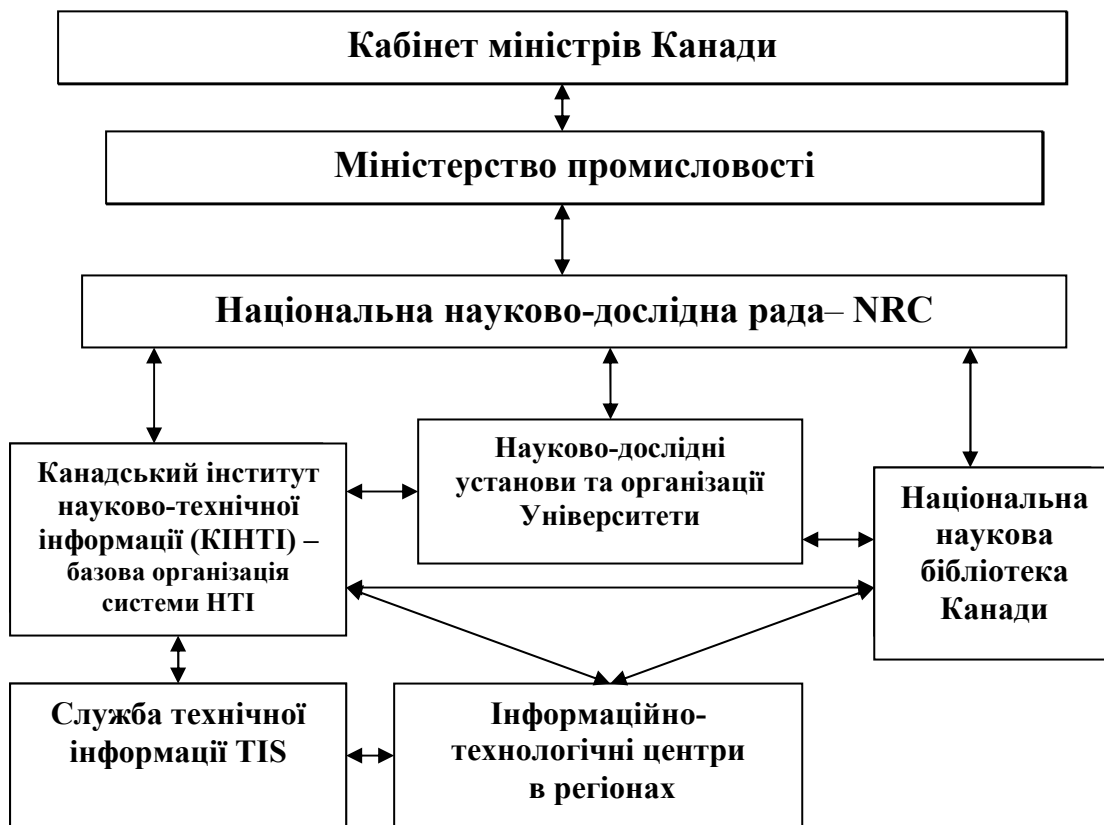 Кабінет міністрів Канади
Міністерство промисловості
Національна науково-дослідна рада– NRC
Канадський інститут
науково-технічної
інформації (КІНТІ) –
базова організація
системи НТІ
Науково-дослідні
установи та організації
Університети
Національна
наукова
бібліотека
Канади
Служба технічної
інформації TIS
Інформаційно-
технологічні центри
в регіонах